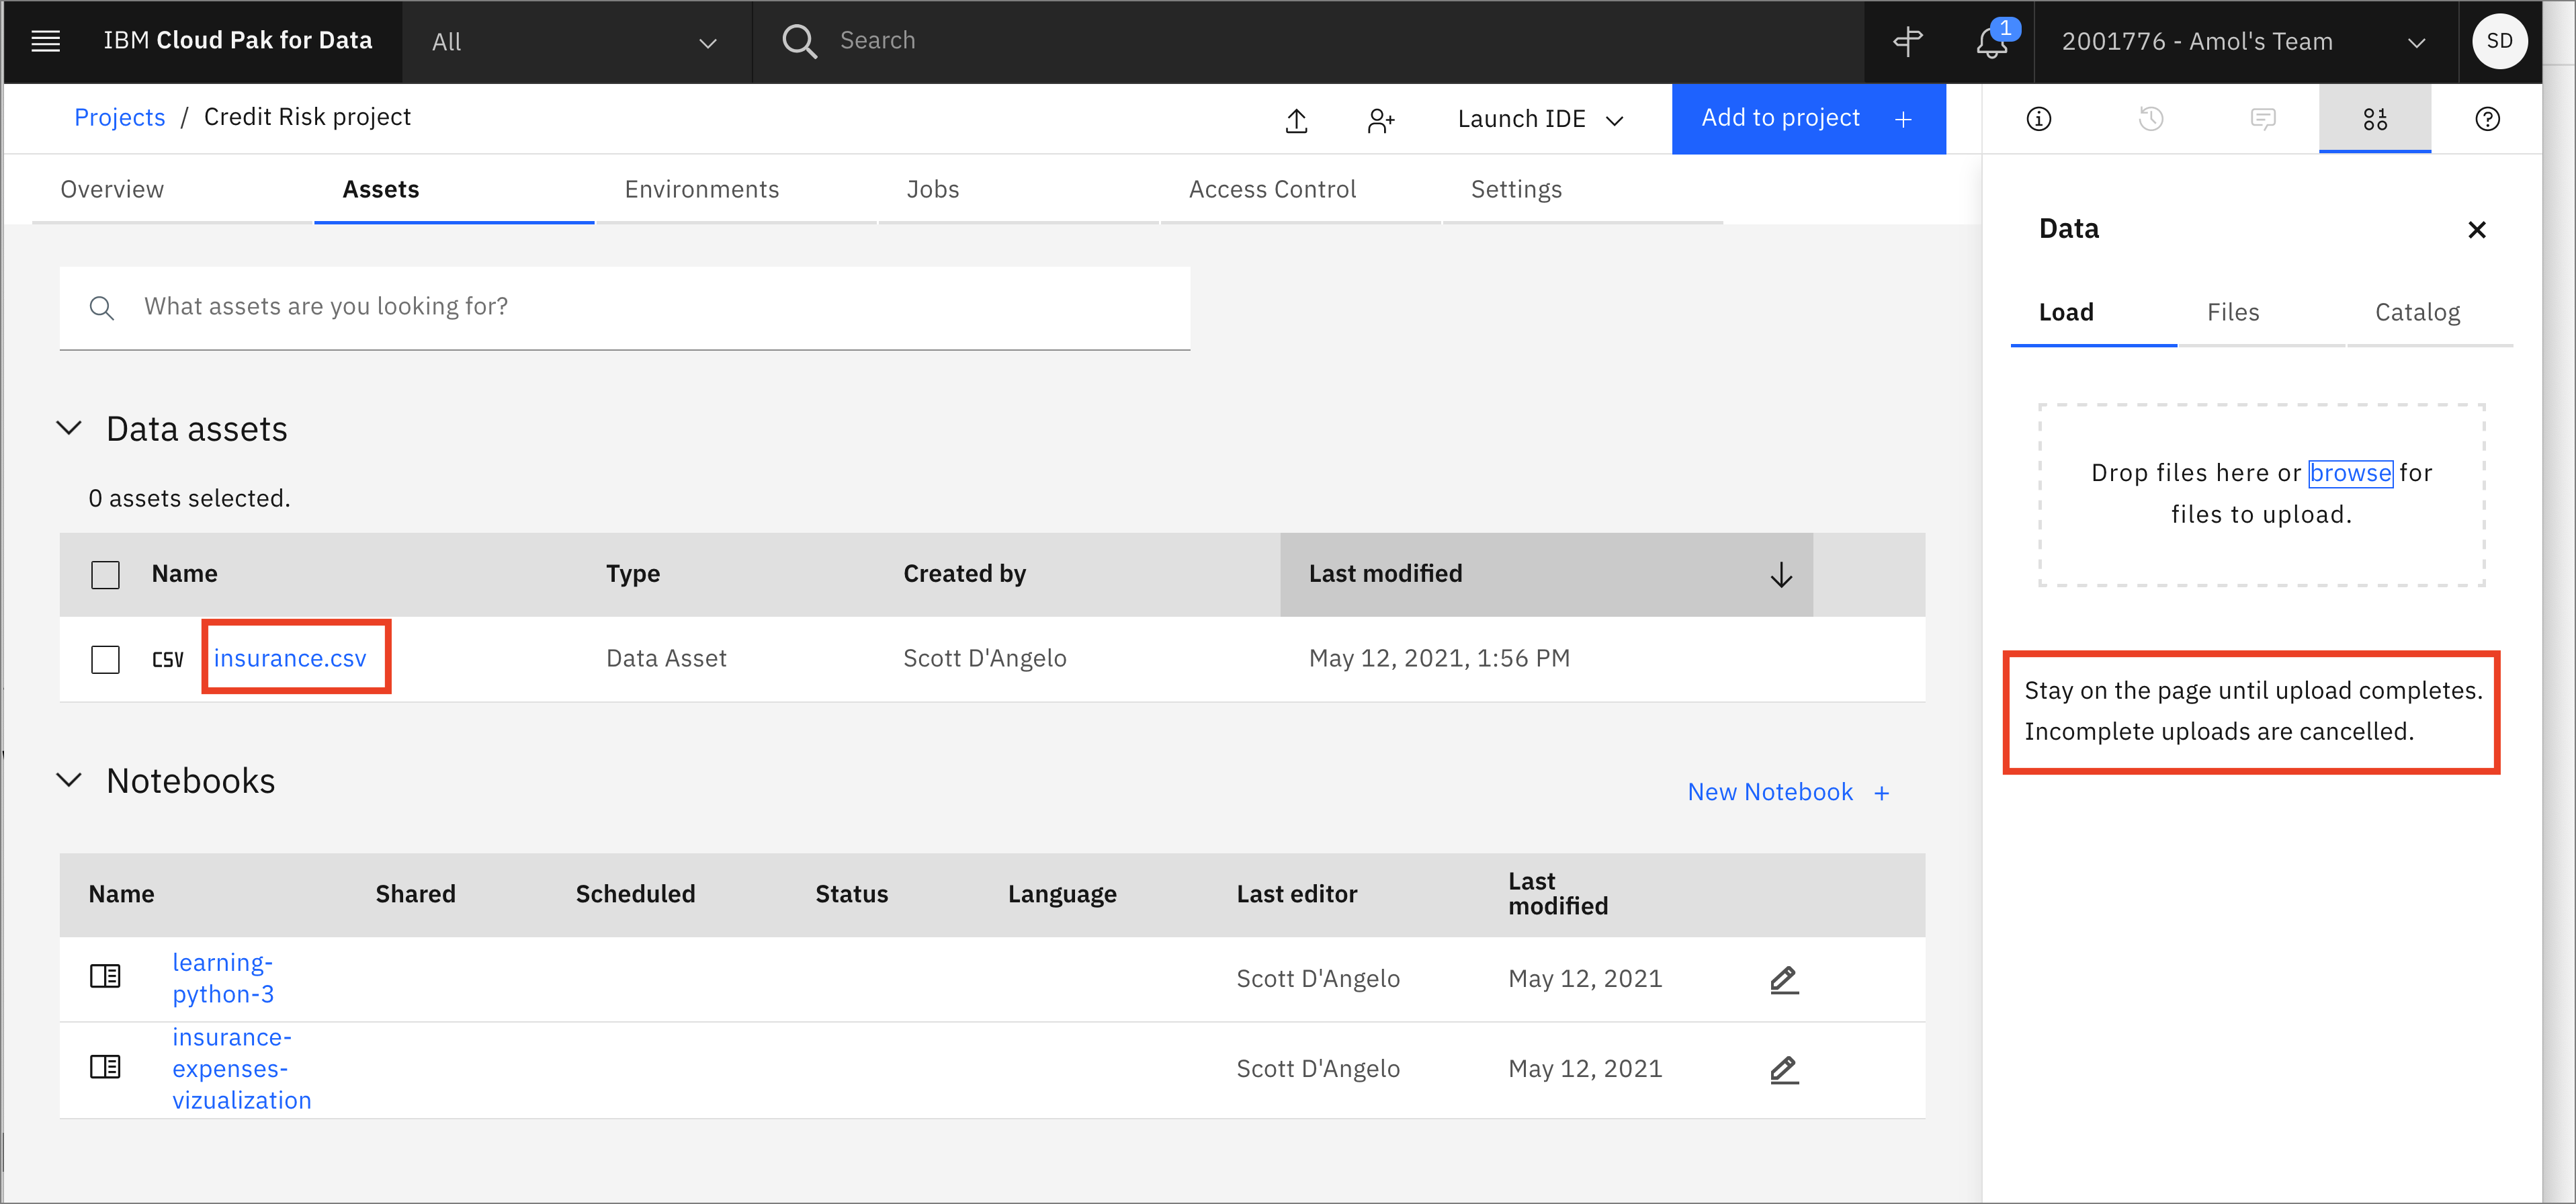 IBM Cloud Pak for Data
All
Search
1
2001776 - Amol's Team
SD
Projects / Credit Risk project
Launch IDE
Add to project +
Overview
Assets
Environments
Jobs
Access Control
Settings
What assets are you looking for?
Data assets
0 assets selected.
Name Type Created by Last modified
CSV insurance.csv Data Asset Scott D'Angelo May 12, 2021, 1:56 PM
Notebooks
New Notebook +
Name Shared Scheduled Status Language Last editor Last
modified
learning-
python-3
Scott D'Angelo May 12, 2021
insurance-
expenses-
vizualization
Scott D'Angelo May 12, 2021
Data
Load
Files
Catalog
Drop files here or browse for
files to upload.
Stay on the page until upload completes.
Incomplete uploads are cancelled.